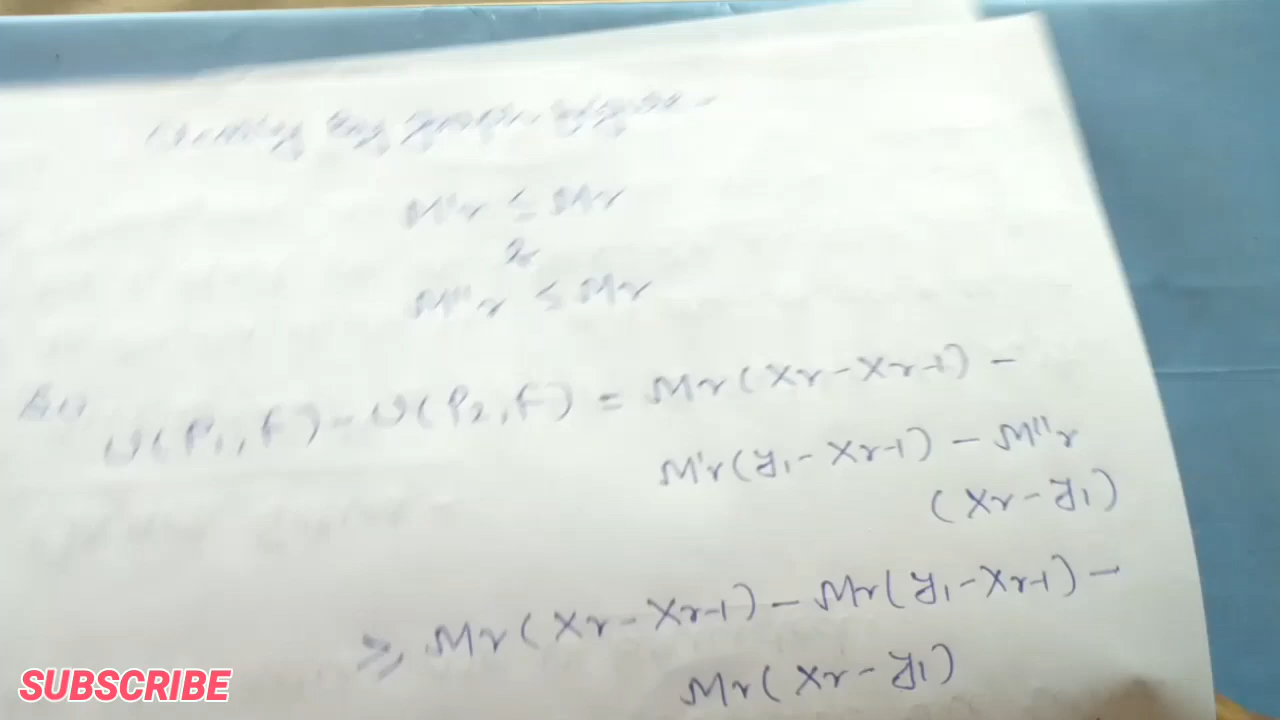 M'r ≤ Mr
&
M''r ≤ Mr
U(P1, f) - U(P2, f) = Mr(Xr - Xr-1) -
M'r(y1 - Xr-1) - M''r
(Xr - y1)
≥ Mr(Xr - Xr-1) - Mr(y1 - Xr-1) -
Mr(Xr - y1)
SUBSCRIBE